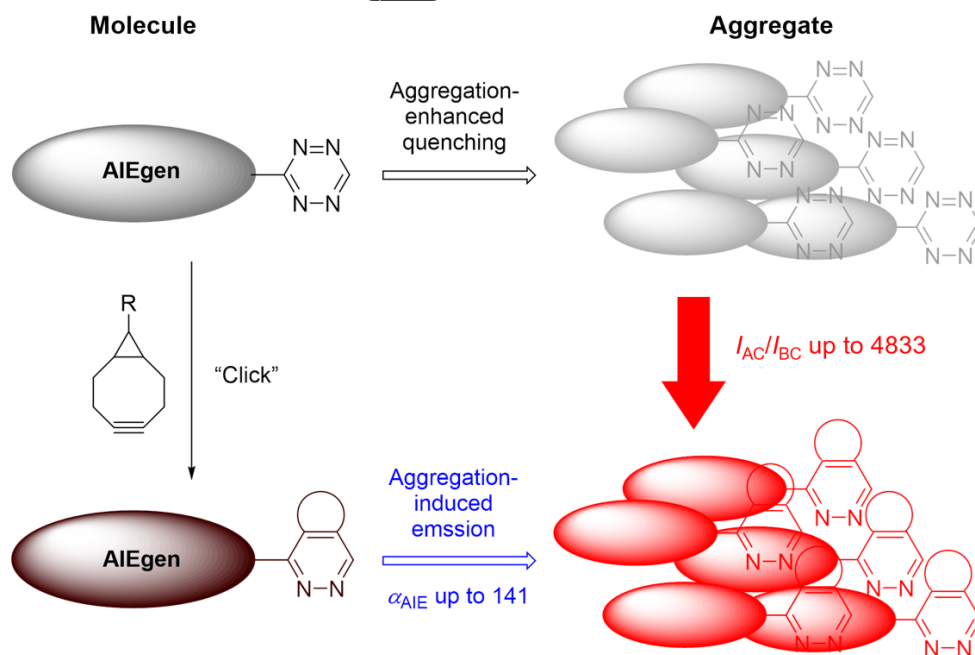 Molecule
Aggregate
Aggregation-
enhanced
quenching
AIEgen
N=N
N–N
N=N
N–N
N=N
N–N
N=N
N–N
N=N
N–N
R
"Click"
I_AC/I_BC up to 4833
Aggregation-
induced
emssion
α_AIE up to 141
AIEgen
N–N
N–N
N–N
N–N
N–N
N–N